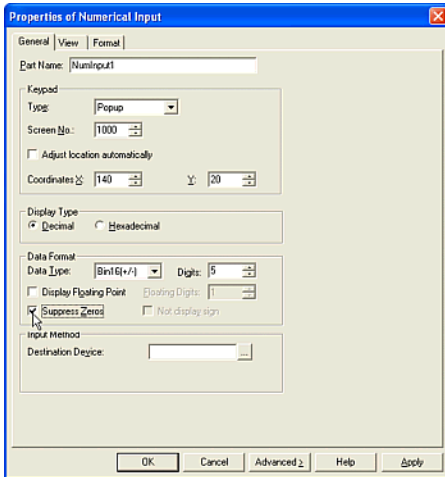 Properties of Numerical Input
General View Format
Part Name: NumInput1
Keypad
Type: Popup
Screen No.: 1000
Adjust location automatically
Coordinates X: 140 Y: 20
Display Type
Decimal Hexadecimal
Data Format
Data Type: Bin16(+/-) Digits: 5
Display Floating Point Floating Digits: 1
Suppress Zeros Not display sign
Input Method
Destination Device: ...
OK Cancel Advanced > Help Apply